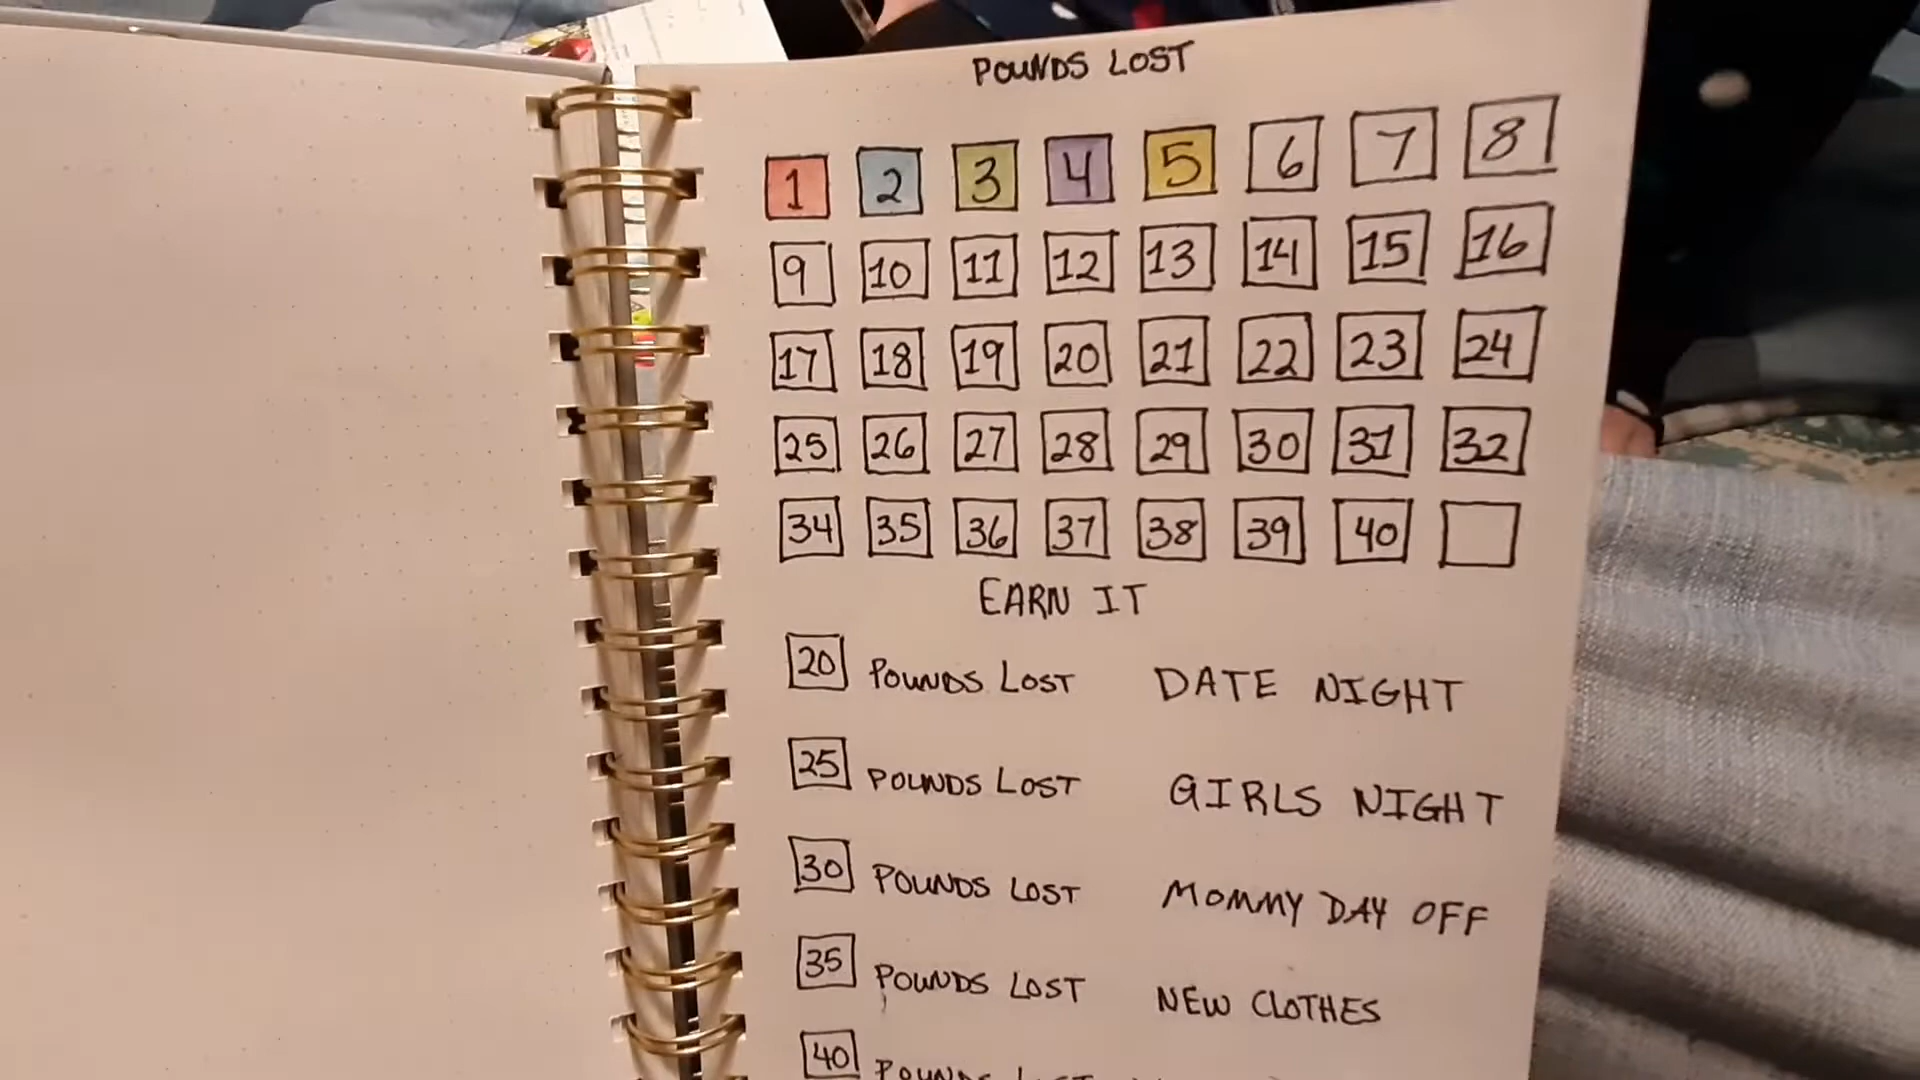 POUNDS LOST
1 2 3 4 5 6 7 8
9 10 11 12 13 14 15 16
17 18 19 20 21 22 23 24
25 26 27 28 29 30 31 32
34 35 36 37 38 39 40
EARN IT
20 POUNDS LOST DATE NIGHT
25 POUNDS LOST GIRLS NIGHT
30 POUNDS LOST MOMMY DAY OFF
35 POUNDS LOST NEW CLOTHES
40 POUNDS LOST